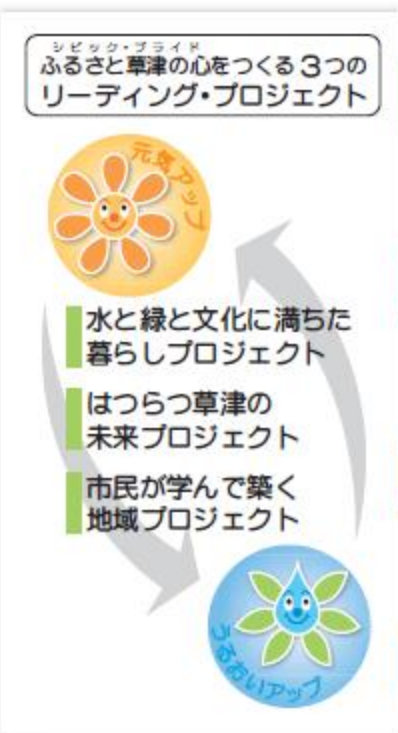 シビック・プライド
ふるさと草津の心をつくる3つの
リーディング・プロジェクト
元気アップ
水と緑と文化に満ちた
暮らしプロジェクト
はつらつ草津の
未来プロジェクト
市民が学んで築く
地域プロジェクト
うるおいアップ